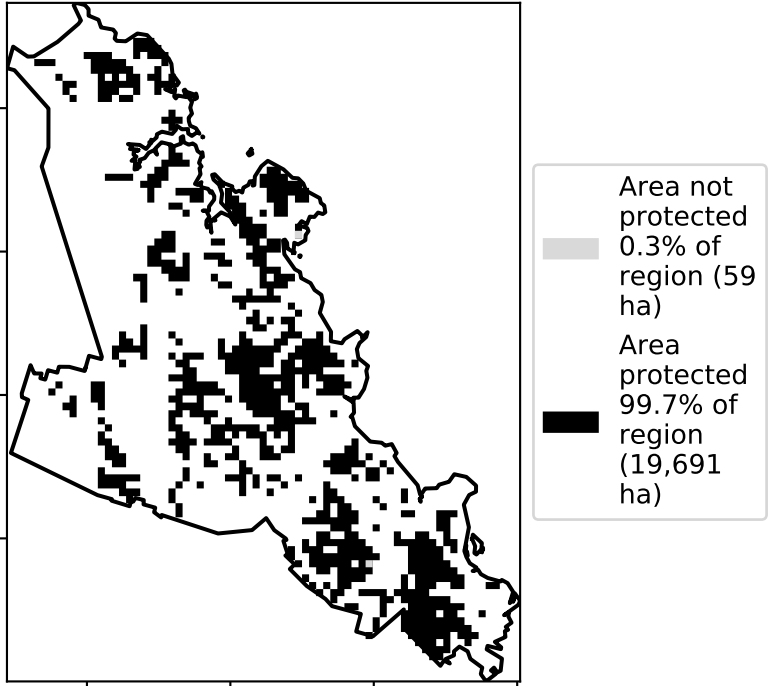 Area not
protected
0.3% of
region (59
ha)
Area
protected
99.7% of
region
(19,691
ha)